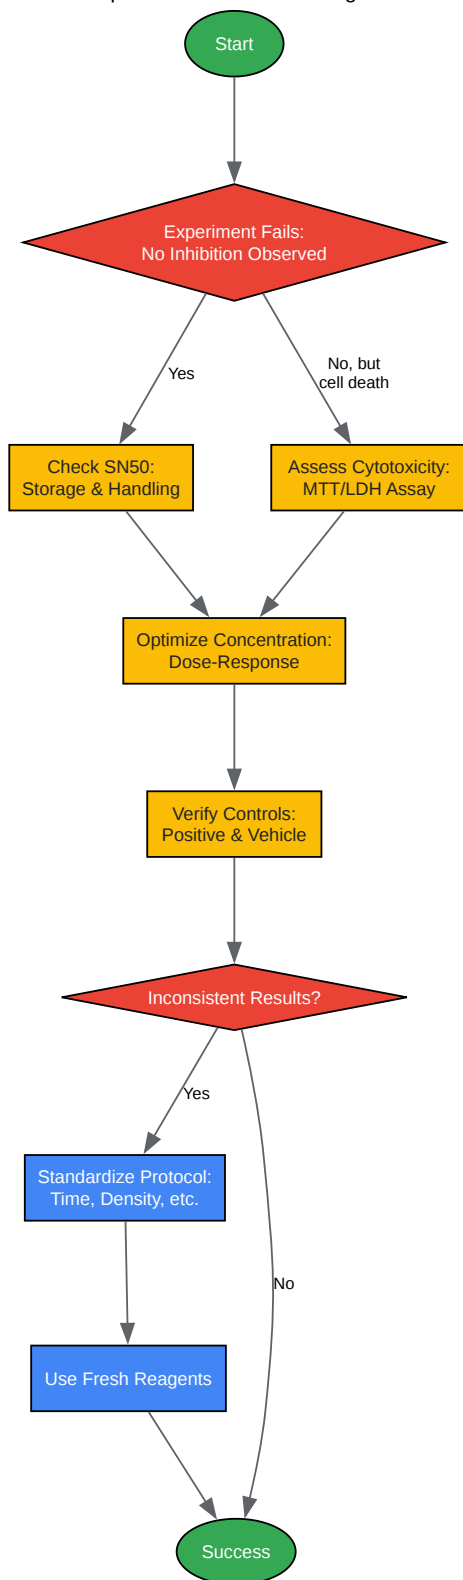 Start
Experiment Fails:
No Inhibition Observed
Yes
No, but
cell death
Check SN50:
Storage & Handling
Assess Cytotoxicity:
MTT/LDH Assay
Optimize Concentration:
Dose-Response
Verify Controls:
Positive & Vehicle
Inconsistent Results?
Yes
Standardize Protocol:
Time, Density, etc.
No
Use Fresh Reagents
Success